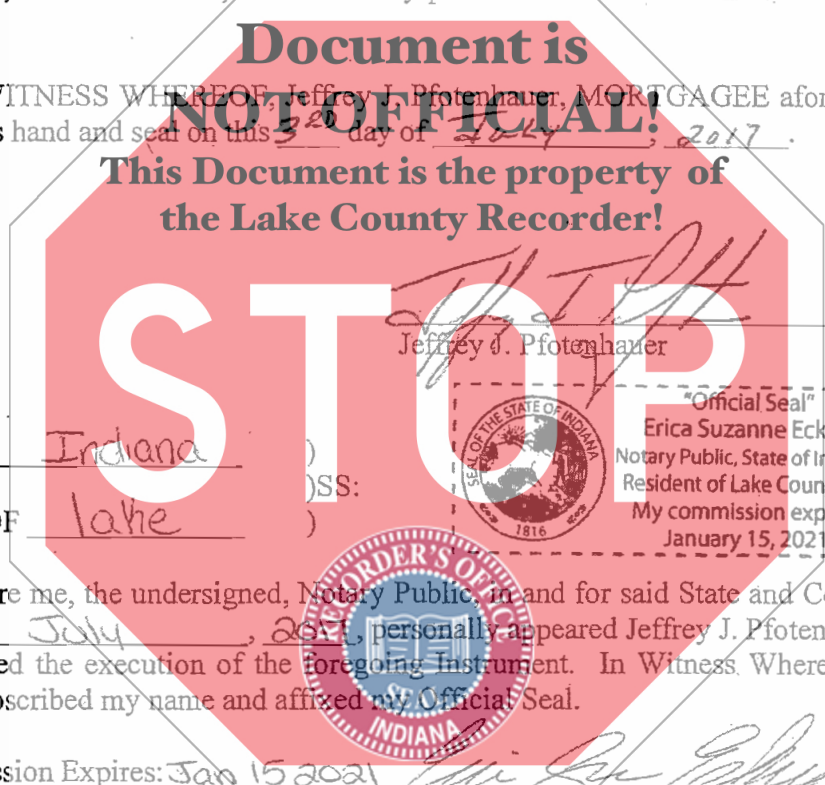 Document is
NOT OFFICIAL!
This Document is the property of
the Lake County Recorder!
STOP
WITNESS WHEREOF, Jeffrey J. Pfotenhauer, MORTGAGEE afor
s hand and seal on this 3rd day of July, 2017.
Jeffrey J. Pfotenhauer
Indiana )
)SS:
OF lake )
"Official Seal"
Erica Suzanne Eck
Notary Public, State of In
Resident of Lake Coun
My commission exp
January 15, 2021
SEAL OF THE STATE OF INDIANA
1816
RECORDER'S OFFICE
SEAL
INDIANA
re me, the undersigned, Notary Public, in and for said State and Co
July, personally appeared Jeffrey J. Pfoten
ed the execution of the foregoing Instrument. In Witness Where
bscribed my name and affixed my Official Seal.
ssion Expires: Jan 15 2021